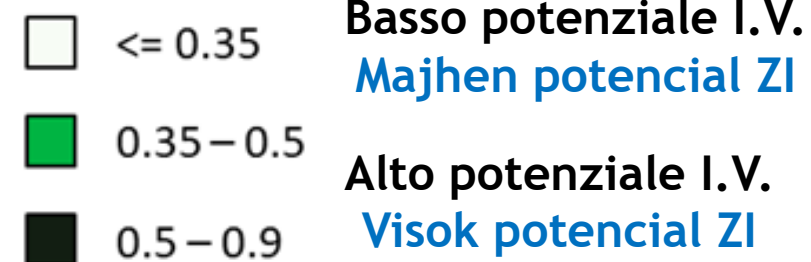 <= 0.35
0.35 – 0.5
0.5 – 0.9
Basso potenziale I.V.
Majhen potencial ZI
Alto potenziale I.V.
Visok potencial ZI